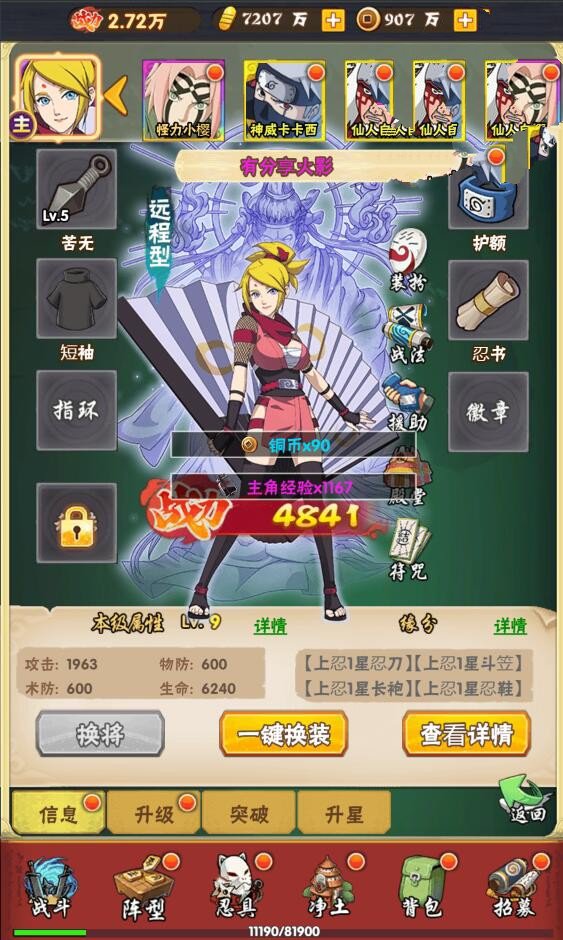 战力 2.72万 7207 万 907 万
主 怪力小樱 神威卡卡西 仙人自 仙人自 仙人
有分享火影
Lv.5
苦无
远程型
护额
装扮
短袖
战法
忍书
指环
援助
徽章
铜币x90
主角经验x1167
殿堂
战力 4841
符咒
本级属性 Lv. 9 详情 缘分 详情
攻击: 1963 物防: 600 【上忍1星忍刀】【上忍1星斗笠】
术防: 600 生命: 6240 【上忍1星长袍】【上忍1星忍鞋】
换将 一键换装 查看详情
信息 升级 突破 升星 返回
战斗 阵型 忍具 净土 背包 招募
11190/81900